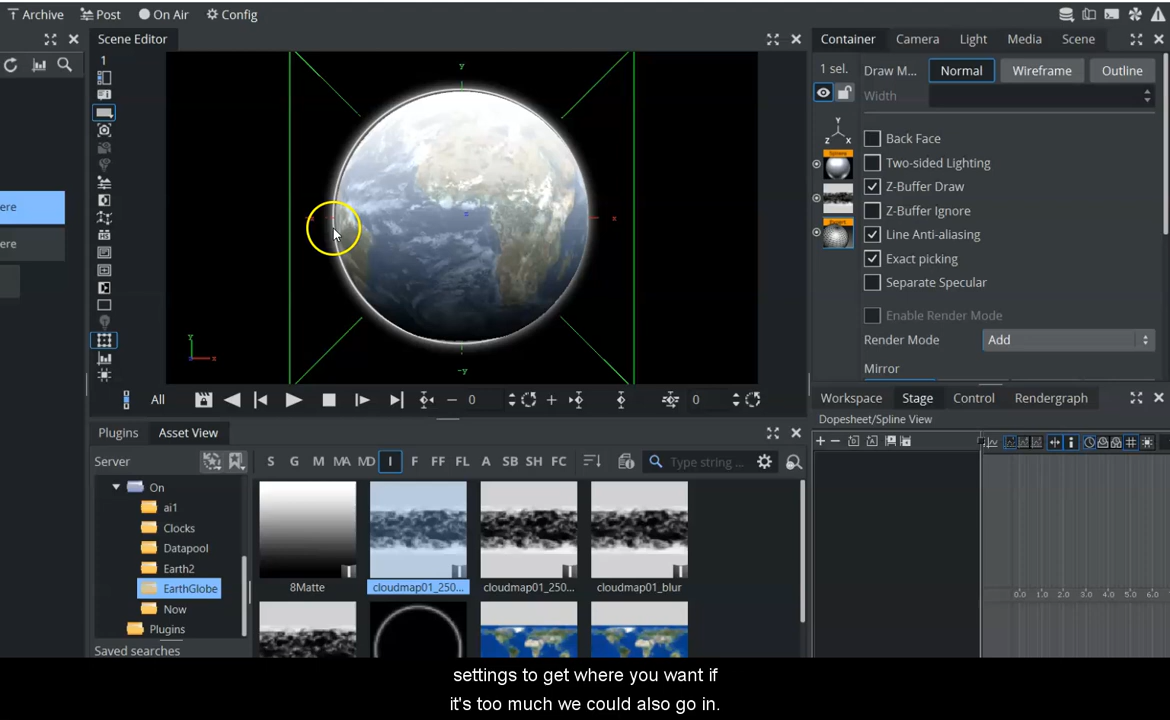 Archive Post On Air Config
Scene Editor
Container Camera Light Media Scene
1
1 sel. Draw M... Normal Wireframe Outline
Width
y
Y
Z X
Back Face
Two-sided Lighting
Z-Buffer Draw
Z-Buffer Ignore
Line Anti-aliasing
Exact picking
Separate Specular
Enable Render Mode
Render Mode Add
Mirror
ere
ere
x
z
-y
y
x
All 0 0
Workspace Stage Control Rendergraph
Dopesheet/Spline View
Plugins Asset View
Server S G M MA MD I F FF FL A SB SH FC Type string ...
On
ai1
Clocks
Datapool
Earth2
EarthGlobe
Now
Plugins
Saved searches
8Matte cloudmap01_250... cloudmap01_250... cloudmap01_blur
0.0 1.0 2.0 3.0 4.0 5.0 6.0
settings to get where you want if
it's too much we could also go in.